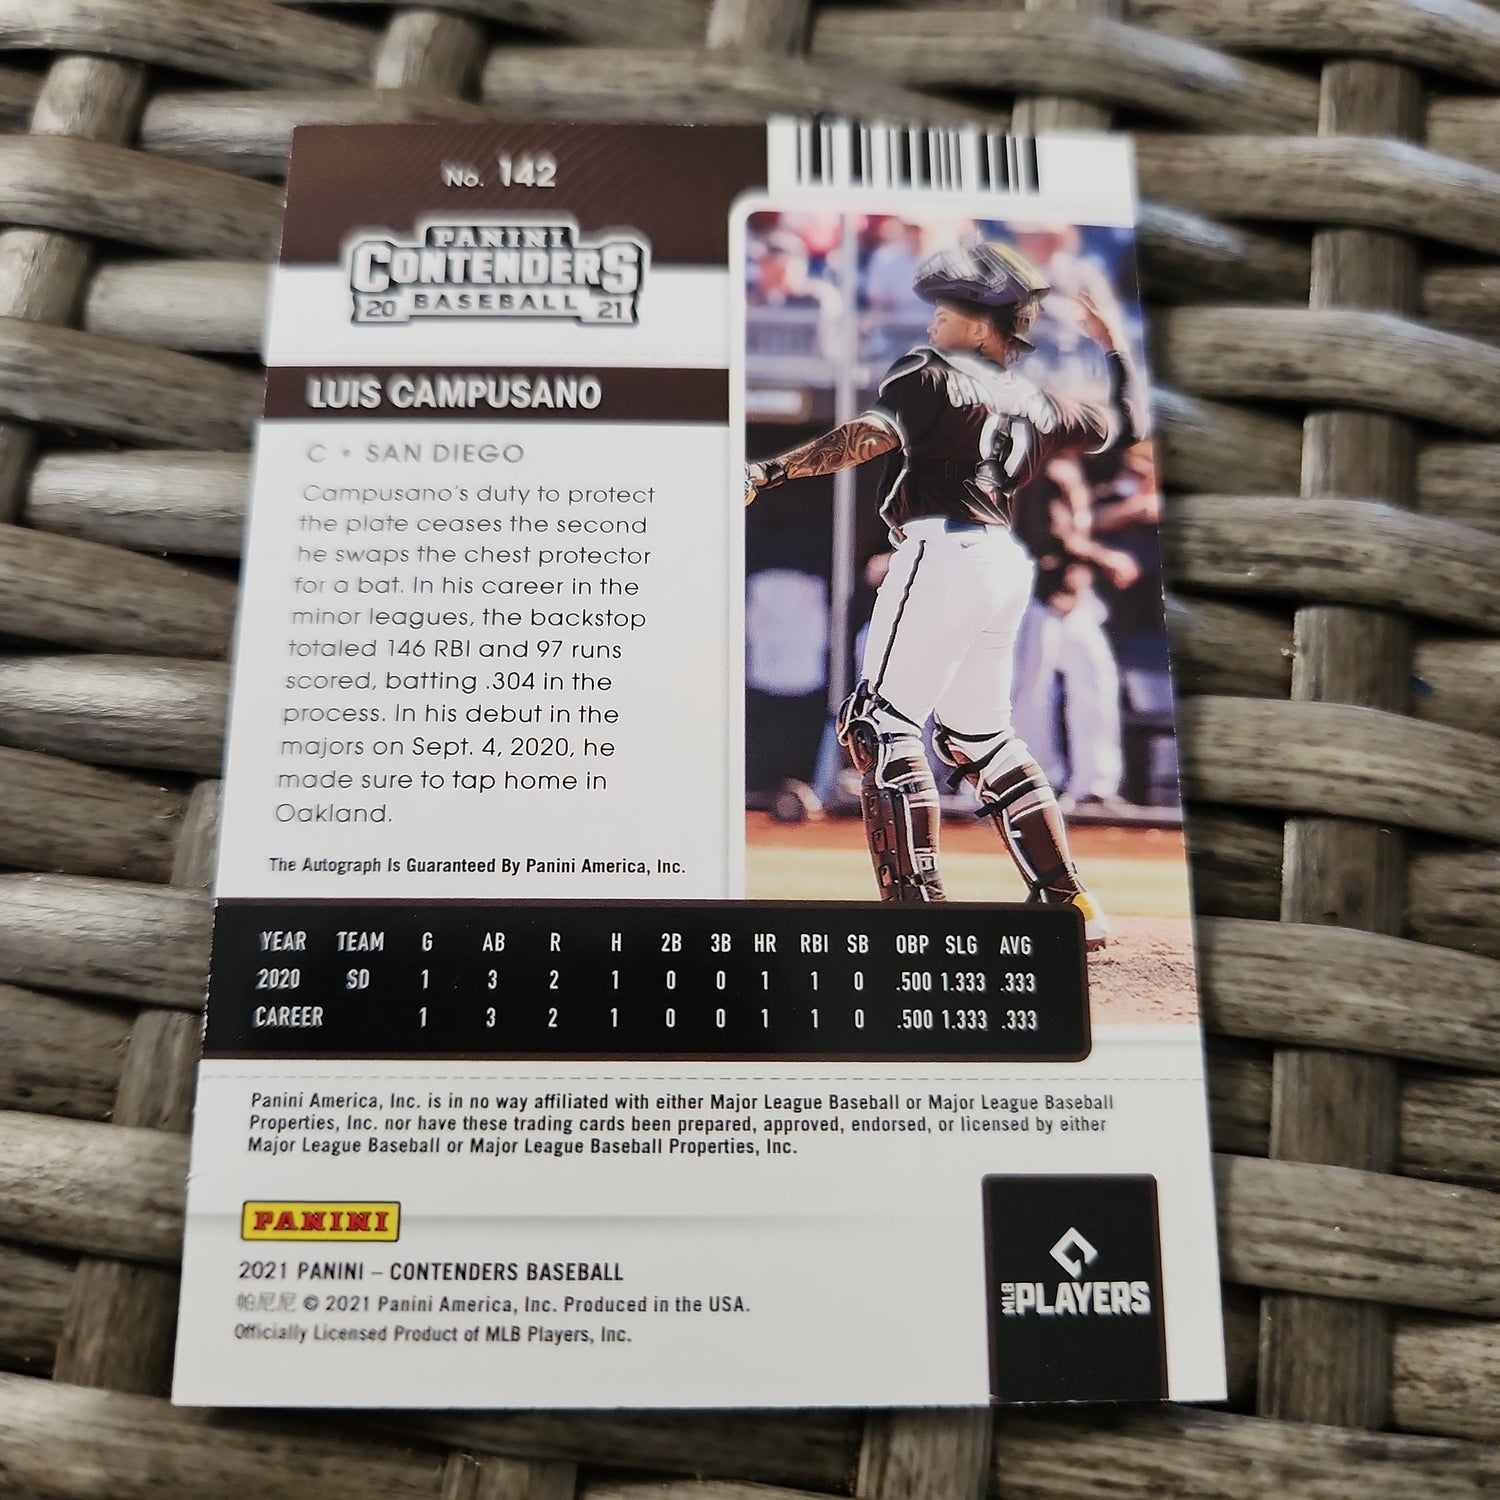 No. 142
PANINI
CONTENDERS
20 BASEBALL 21
LUIS CAMPUSANO
C • SAN DIEGO
Campusano's duty to protect
the plate ceases the second
he swaps the chest protector
for a bat. In his career in the
minor leagues, the backstop
totaled 146 RBI and 97 runs
scored, batting .304 in the
process. In his debut in the
majors on Sept. 4, 2020, he
made sure to tap home in
Oakland.
The Autograph Is Guaranteed By Panini America, Inc.
YEAR TEAM G AB R H 2B 3B HR RBI SB OBP SLG AVG
2020 SD 1 3 2 1 0 0 1 1 0 .500 1.333 .333
CAREER 1 3 2 1 0 0 1 1 0 .500 1.333 .333
Panini America, Inc. is in no way affiliated with either Major League Baseball or Major League Baseball
Properties, Inc. nor have these trading cards been prepared, approved, endorsed, or licensed by either
Major League Baseball or Major League Baseball Properties, Inc.
PANINI
2021 PANINI – CONTENDERS BASEBALL
帕尼尼 © 2021 Panini America, Inc. Produced in the USA.
Officially Licensed Product of MLB Players, Inc.
MLB PLAYERS